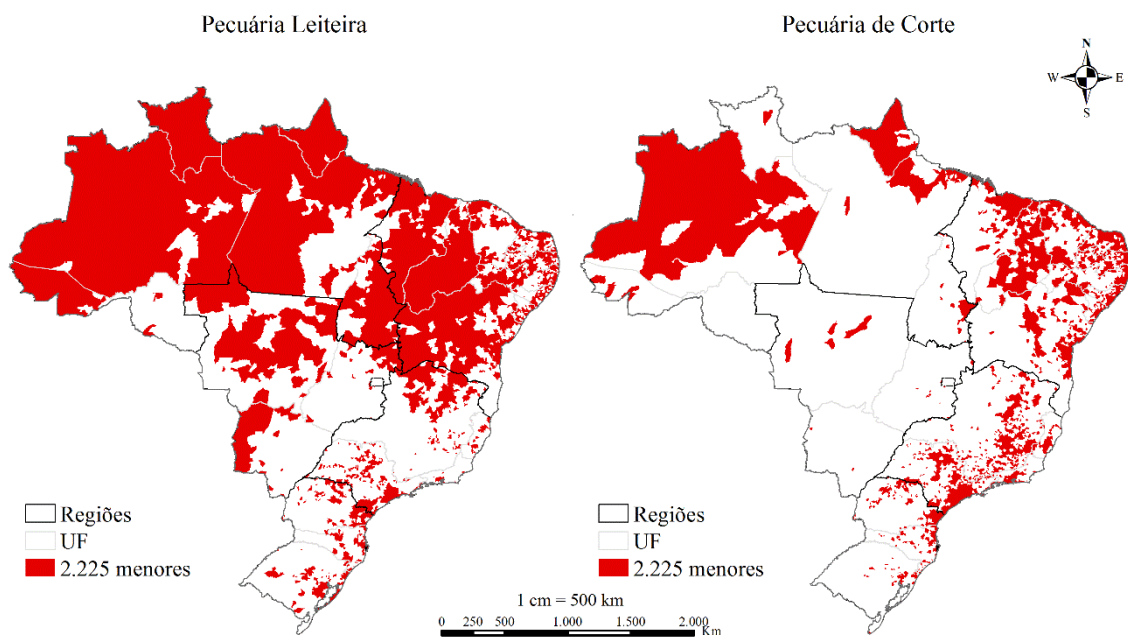 Pecuária Leiteira
Pecuária de Corte
N
W E
S
Regiões
UF
2.225 menores
Regiões
UF
2.225 menores
1 cm = 500 km
0 250 500 1.000 1.500 2.000
Km